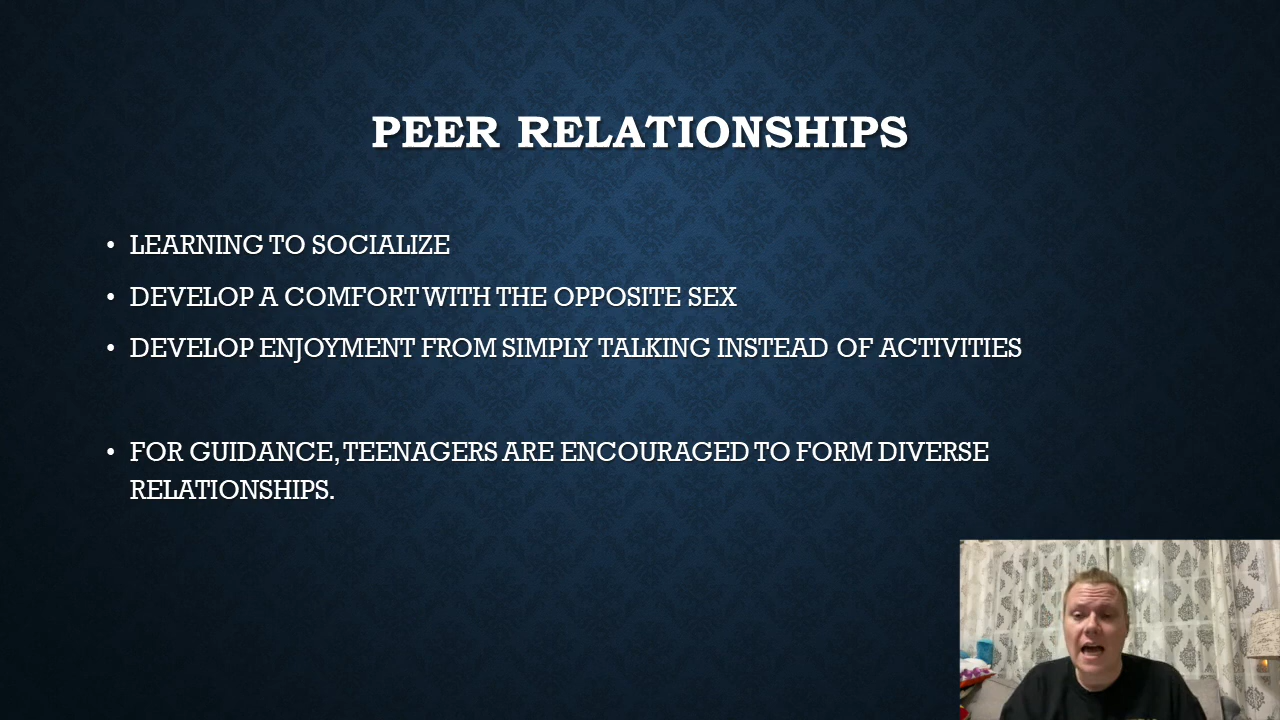 PEER RELATIONSHIPS
• LEARNING TO SOCIALIZE
• DEVELOP A COMFORT WITH THE OPPOSITE SEX
• DEVELOP ENJOYMENT FROM SIMPLY TALKING INSTEAD OF ACTIVITIES
• FOR GUIDANCE, TEENAGERS ARE ENCOURAGED TO FORM DIVERSE
RELATIONSHIPS.